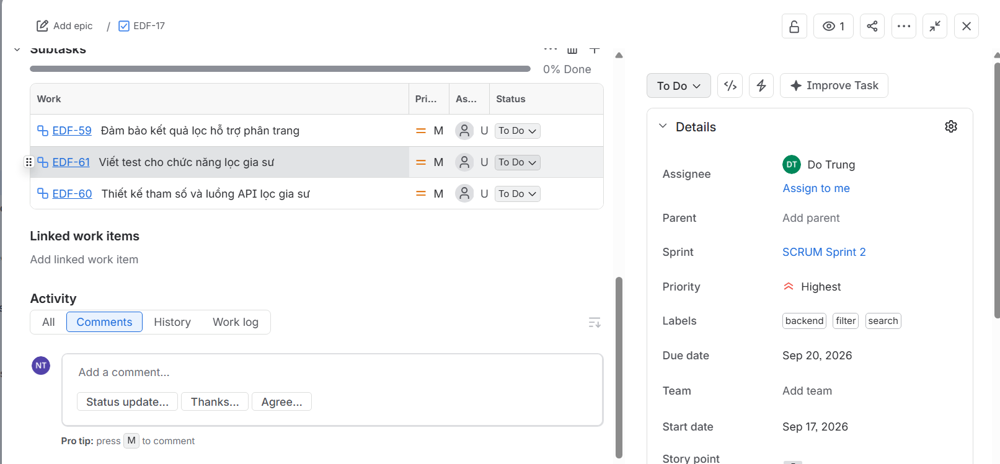 Add epic / EDF-17
1
Subtasks
0% Done
Work Pri... As... Status
EDF-59 Đảm bảo kết quả lọc hỗ trợ phân trang M U To Do
EDF-61 Viết test cho chức năng lọc gia sư M U To Do
EDF-60 Thiết kế tham số và luồng API lọc gia sư M U To Do
Linked work items
Add linked work item
Activity
All Comments History Work log
NT
Add a comment...
Status update... Thanks... Agree...
Pro tip: press M to comment
To Do Improve Task
Details
Assignee DT Do Trung
Assign to me
Parent Add parent
Sprint SCRUM Sprint 2
Priority Highest
Labels backend filter search
Due date Sep 20, 2026
Team Add team
Start date Sep 17, 2026
Story point